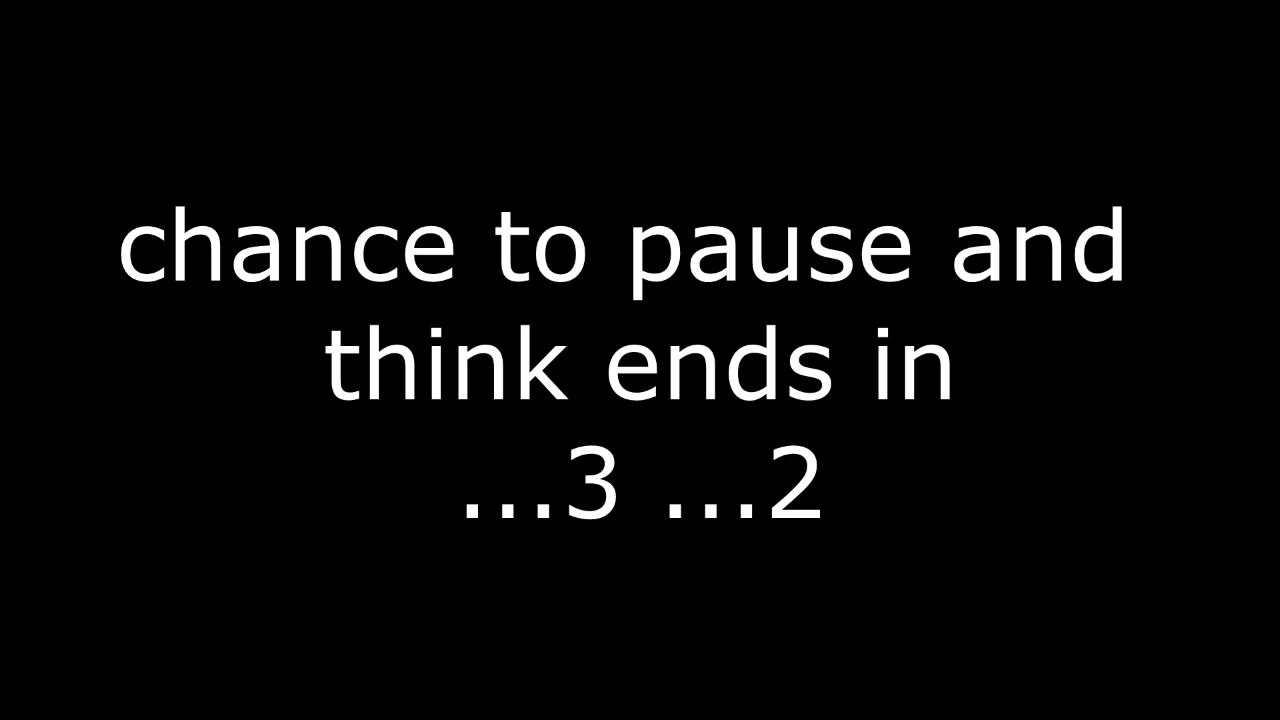 chance to pause and
think ends in
...3 ...2